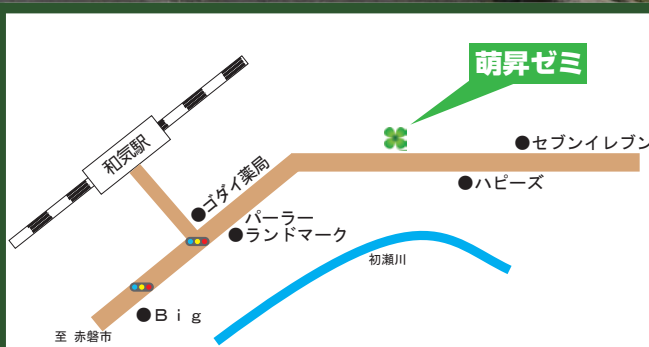 萌昇ゼミ
セブンイレブン
和気駅
ゴダイ薬局
ハピーズ
パーラー
ランドマーク
初瀬川
Ｂｉｇ
至 赤磐市